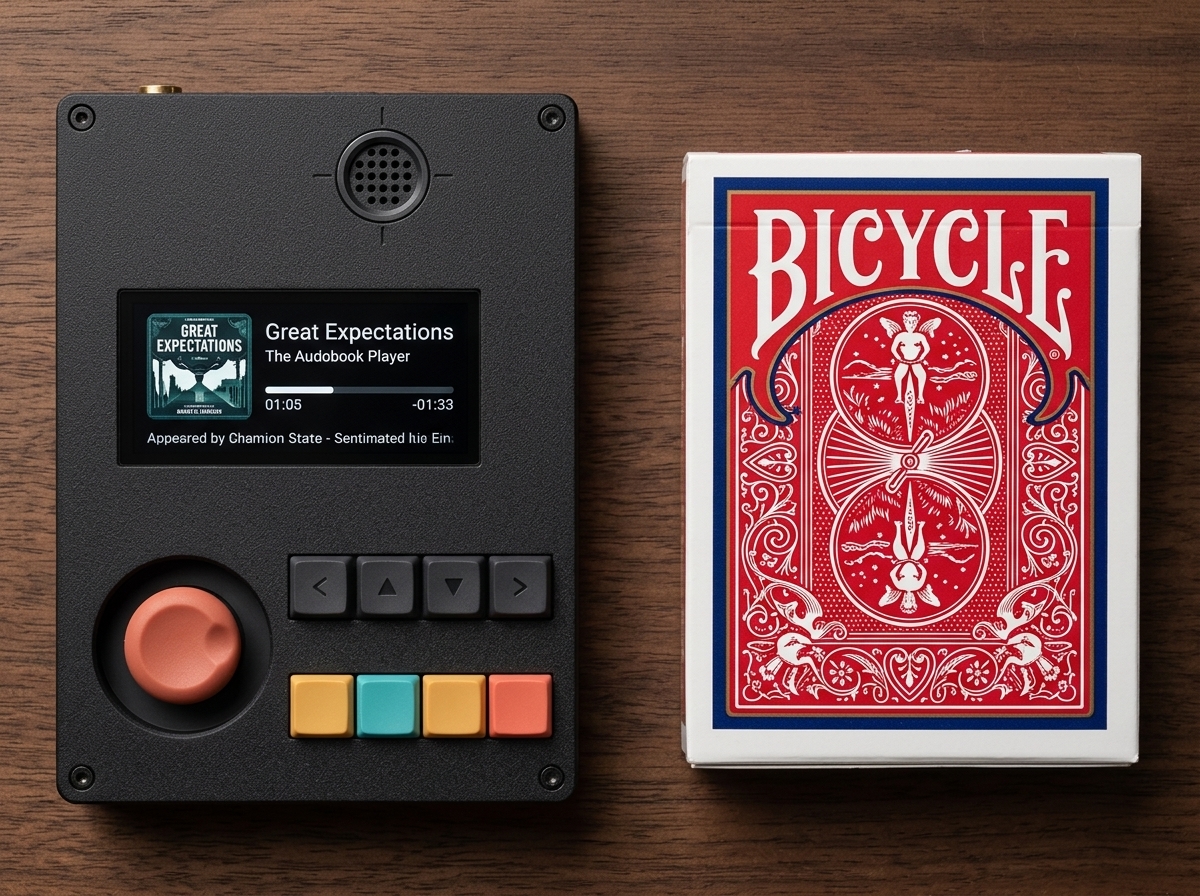 GREAT
EXPECTATIONS
Great Expectations
The Audobook Player
01:05
-01:33
Appeared by Chamion State - Sentimated hie Ein
<
>
BICYCLE
®